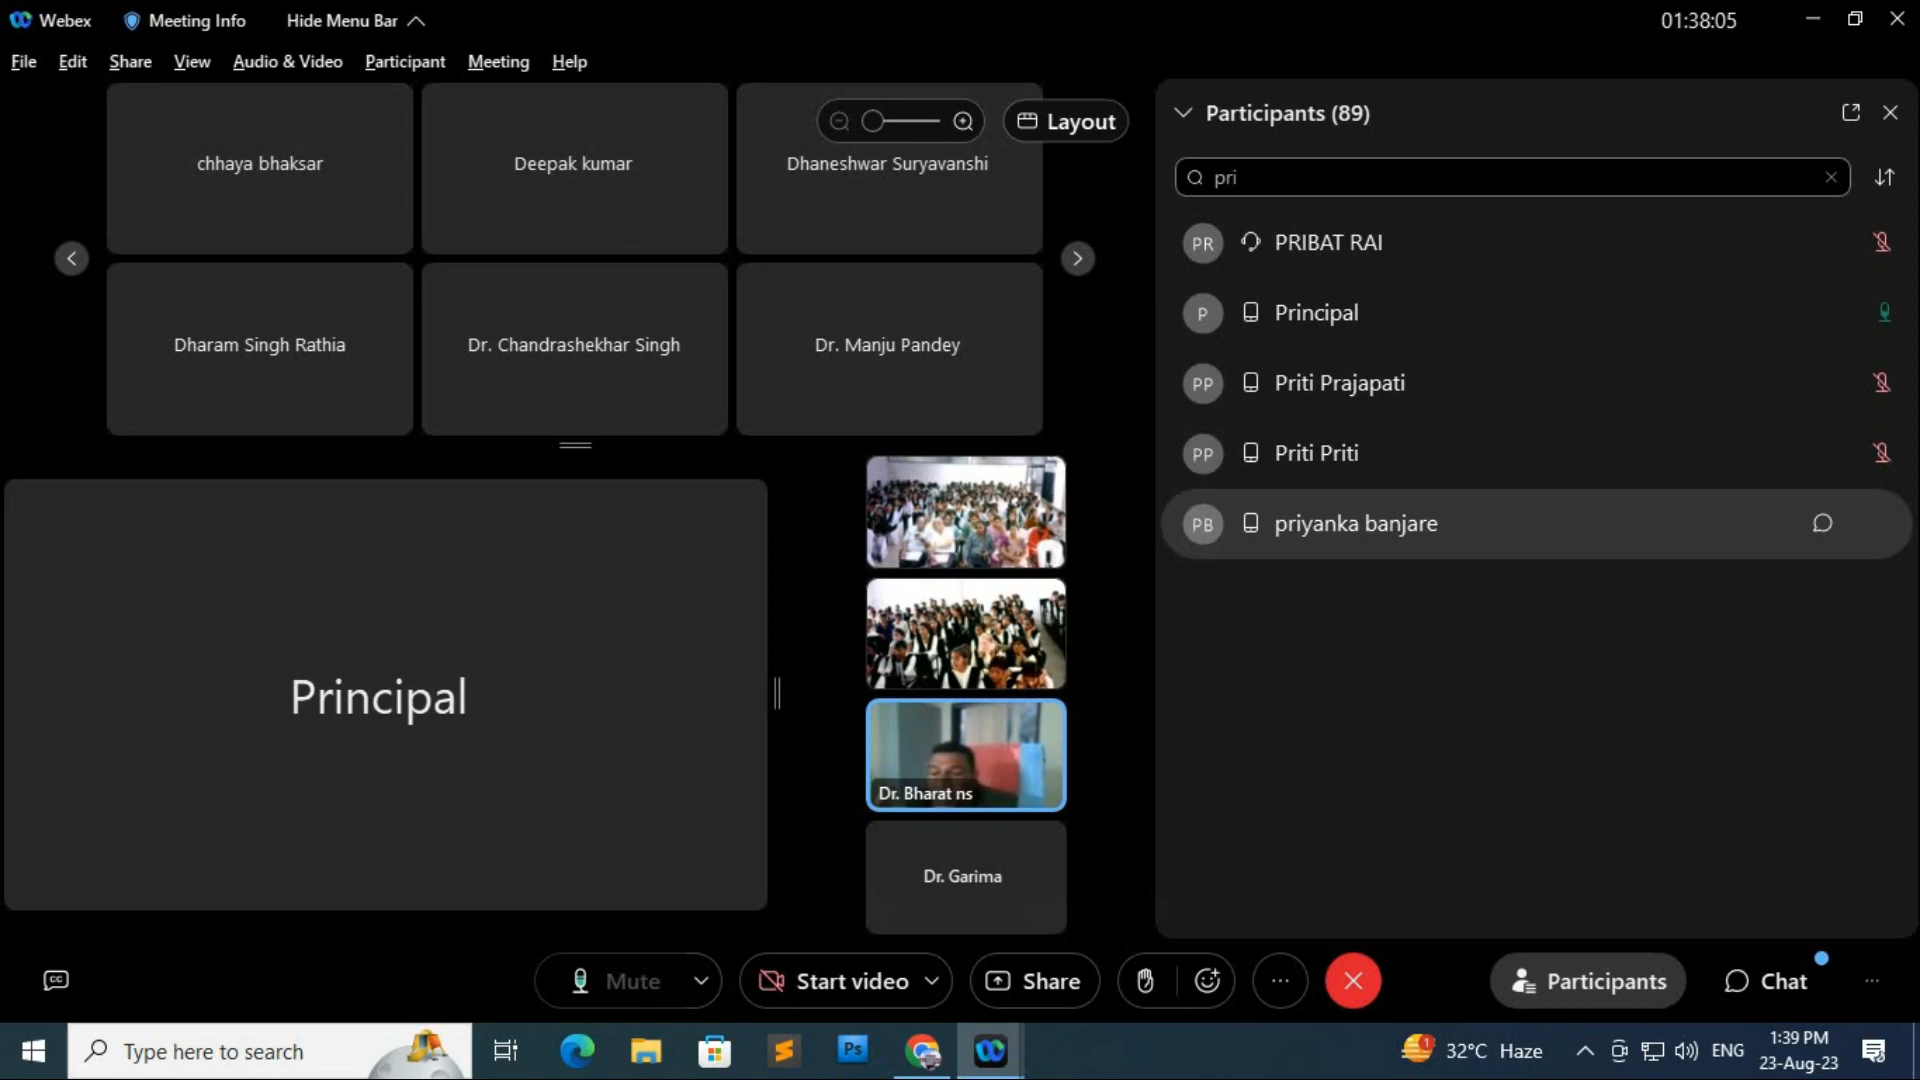 Webex Meeting Info Hide Menu Bar 01:38:05
File Edit Share View Audio & Video Participant Meeting Help
Layout
chhaya bhaksar
Deepak kumar
Dhaneshwar Suryavanshi
Dharam Singh Rathia
Dr. Chandrashekhar Singh
Dr. Manju Pandey
Principal
Dr. Bharat ns
Dr. Garima
Participants (89)
pri
PR PRIBAT RAI
P Principal
PP Priti Prajapati
PP Priti Priti
PB priyanka banjare
CC Mute Start video Share Participants Chat
Type here to search
Ps
1 32°C Haze ENG
1:39 PM
23-Aug-23